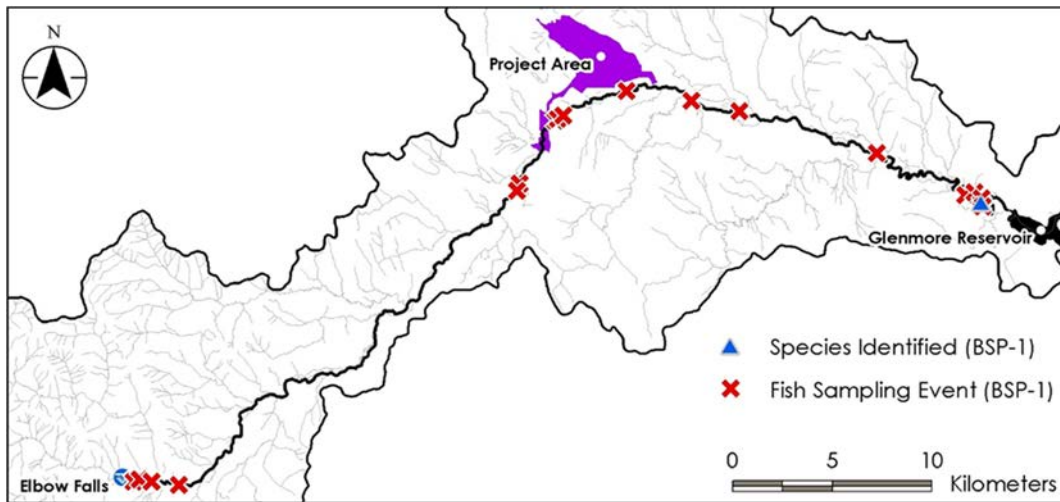 N
Project Area
Glenmore Reservoir
Species Identified (BSP-1)
Fish Sampling Event (BSP-1)
Elbow Falls
0 5 10
Kilometers